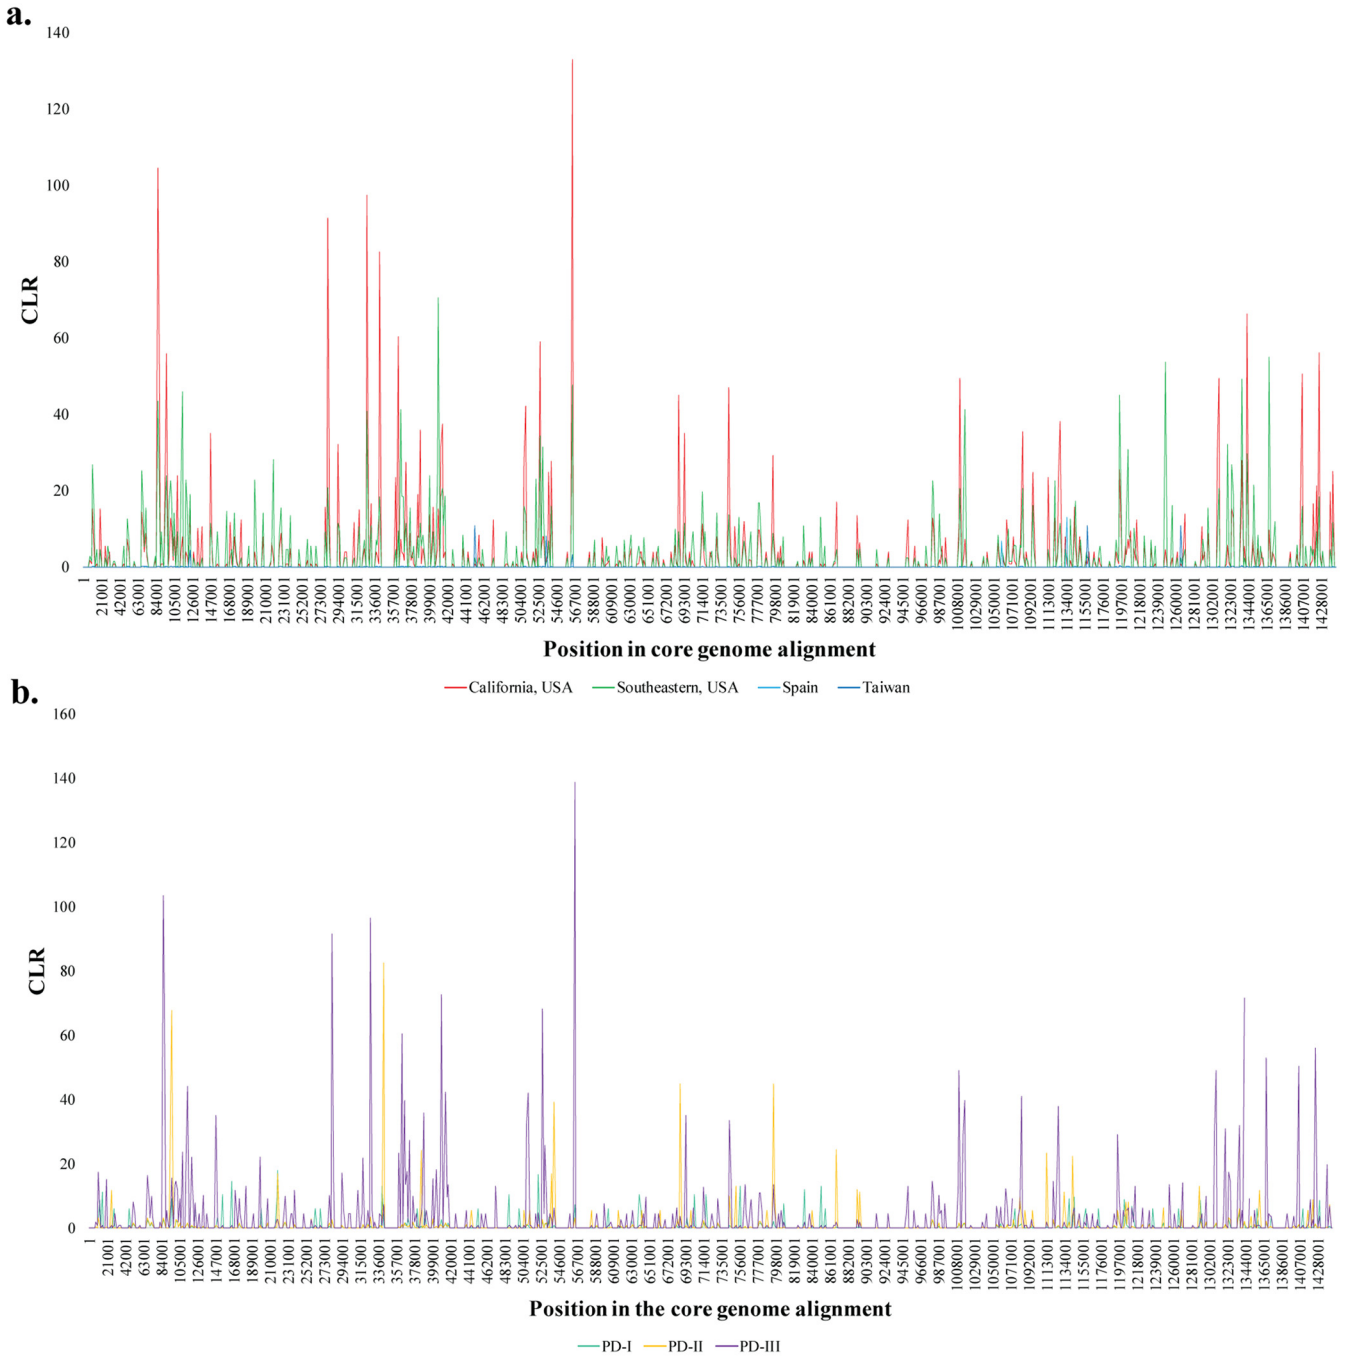 a.
140
120
100
80
60
40
20
0
CLR
1 21001 42001 63001 84001 105001 126001 147001 168001 189001 210001 231001 252001 273001 294001 315001 336001 357001 378001 399001 420001 441001 462001 483001 504001 525001 546001 567001 588001 609001 630001 651001 672001 693001 714001 735001 756001 777001 798001 819001 840001 861001 882001 903001 924001 945001 966001 987001 1008001 1029001 1050001 1071001 1092001 1113001 1134001 1155001 1176001 1197001 1218001 1239001 1260001 1281001 1302001 1323001 1344001 1365001 1386001 1407001 1428001
Position in core genome alignment
California, USA Southeastern, USA Spain Taiwan
b.
160
140
120
100
80
60
40
20
0
CLR
1 21001 42001 63001 84001 105001 126001 147001 168001 189001 210001 231001 252001 273001 294001 315001 336001 357001 378001 399001 420001 441001 462001 483001 504001 525001 546001 567001 588001 609001 630001 651001 672001 693001 714001 735001 756001 777001 798001 819001 840001 861001 882001 903001 924001 945001 966001 987001 1008001 1029001 1050001 1071001 1092001 1113001 1134001 1155001 1176001 1197001 1218001 1239001 1260001 1281001 1302001 1323001 1344001 1365001 1386001 1407001 1428001
Position in the core genome alignment
PD-I PD-II PD-III